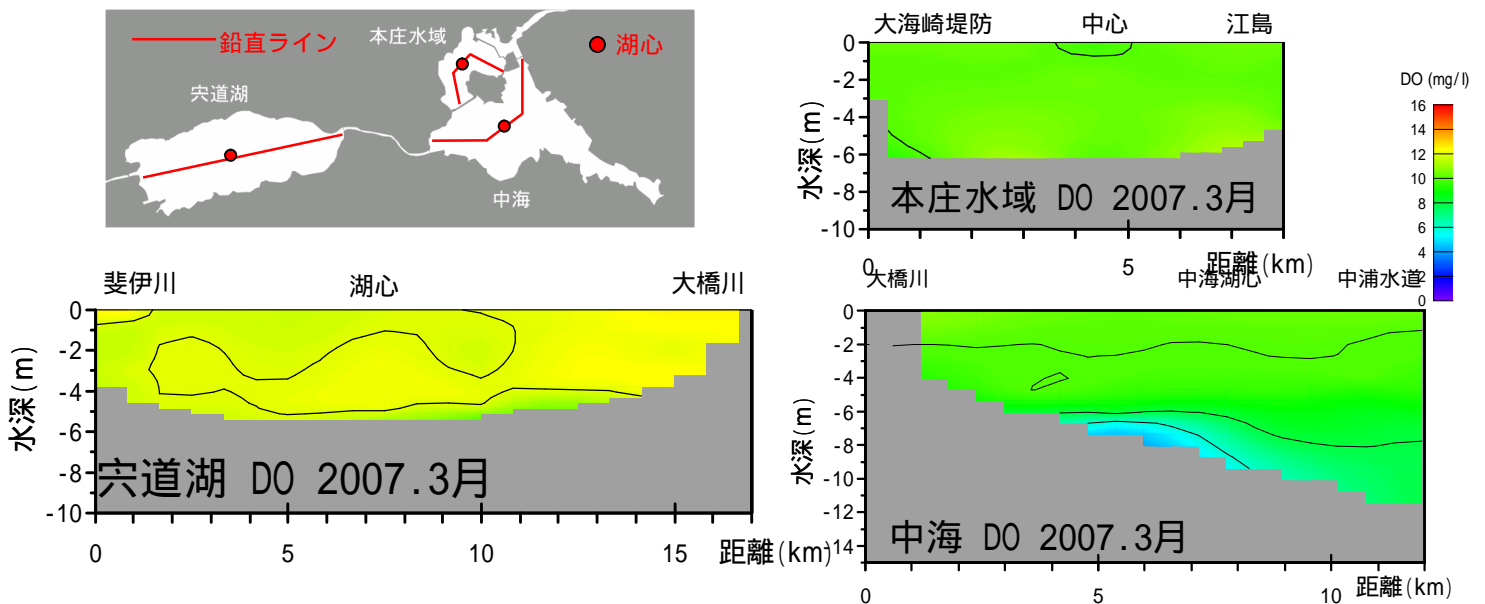 鉛直ライン
湖心
本庄水域
宍道湖
中海
大海崎堤防 中心 江島
0
-2
-4
-6
-8
-10
水深(m)
本庄水域 DO 2007.3月
0 5 距離(km)
DO (mg/l)
16
14
12
10
8
6
4
2
0
斐伊川 湖心 大橋川
0
-2
-4
-6
-8
-10
水深(m)
宍道湖 DO 2007.3月
0 5 10 15 距離(km)
大橋川 中海湖心 中浦水道
0
-2
-4
-6
-8
-10
-12
-14
水深(m)
中海 DO 2007.3月
0 5 10 距離(km)